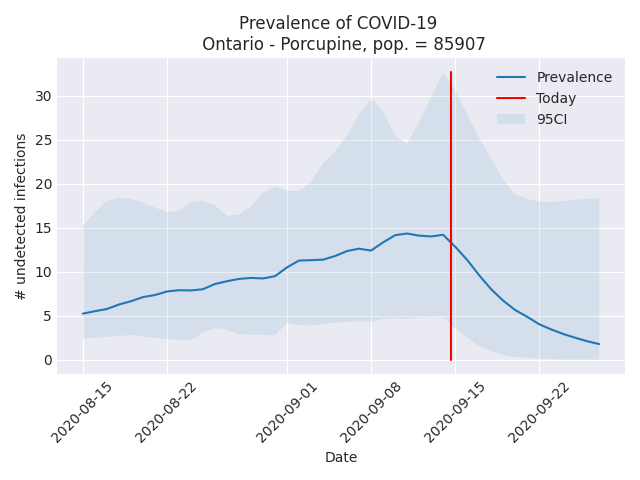 Prevalence of COVID-19
Ontario - Porcupine, pop. = 85907
# undetected infections
30
25
20
15
10
5
0
Prevalence
Today
95CI
2020-08-15
2020-08-22
2020-09-01
2020-09-08
2020-09-15
2020-09-22
Date